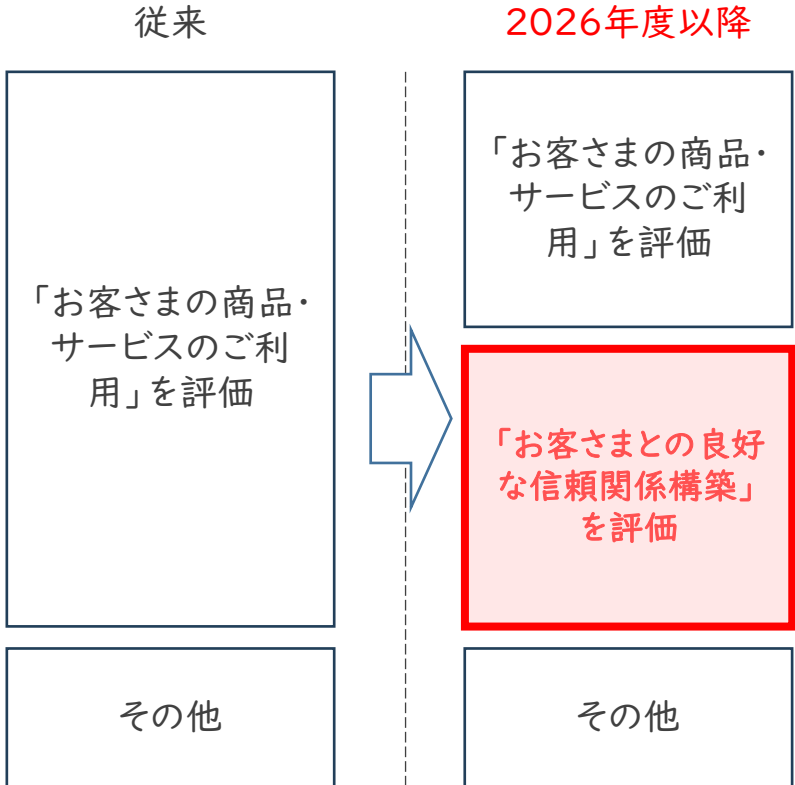 従来
2026年度以降
「お客さまの商品・
サービスのご利
用」を評価
「お客さまの商品・
サービスのご利
用」を評価
「お客さまとの良好
な信頼関係構築」
を評価
その他
その他